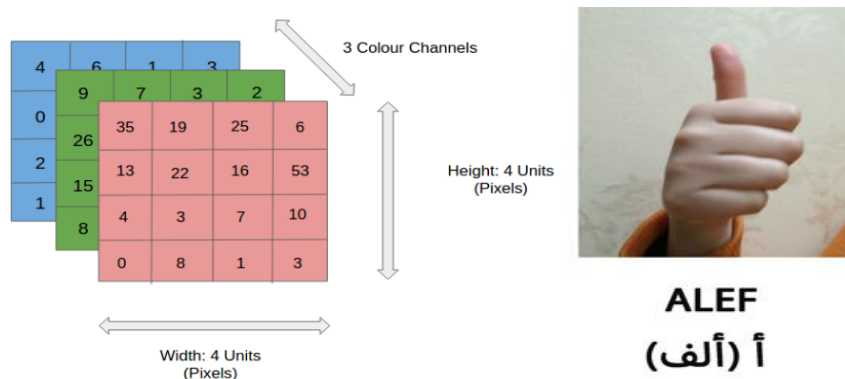 3 Colour Channels
4 6 1 3
0
2
1
9 7 3 2
26
15
8
35 19 25 6
13 22 16 53
4 3 7 10
0 8 1 3
Height: 4 Units
(Pixels)
Width: 4 Units
(Pixels)
ALEF
أ (ألف)